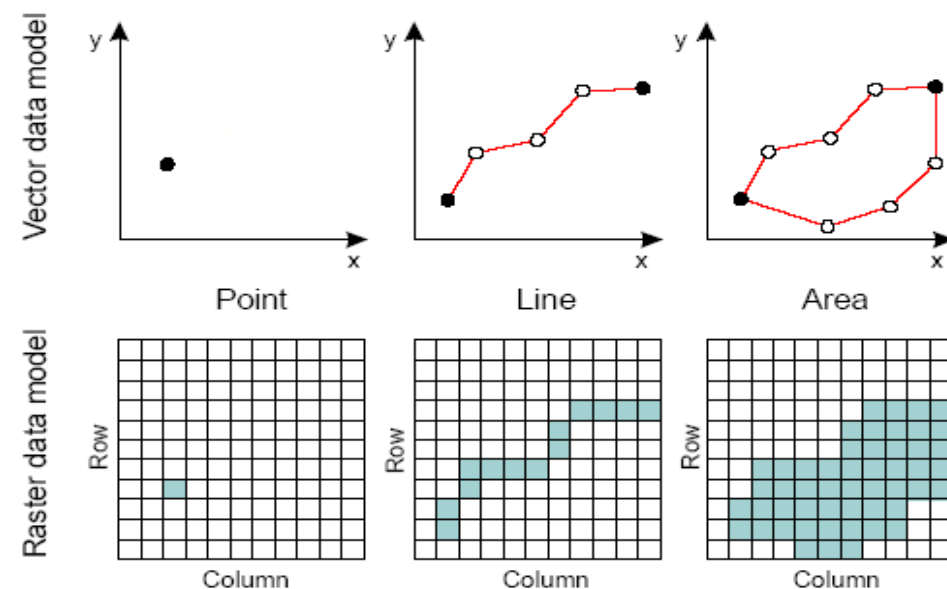 Vector data model
y
x
y
x
y
x
Point
Line
Area
Raster data model
Row
Row
Row
Column
Column
Column